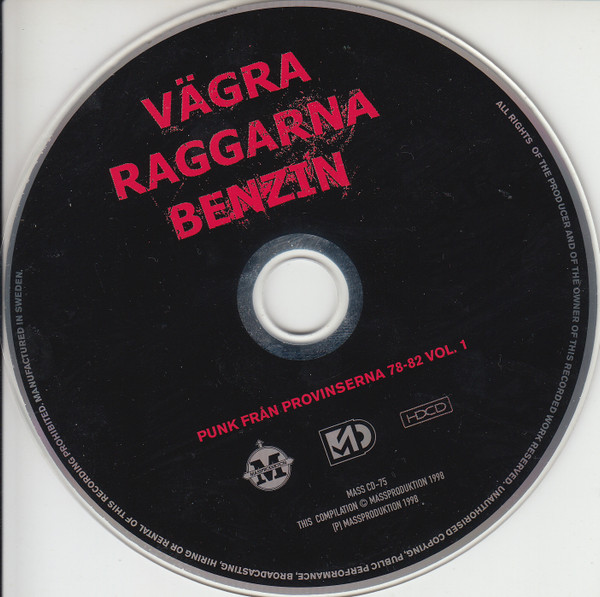 VÄGRA
RAGGARNA
BENZIN
PUNK FRÅN PROVINSERNA 78-82 VOL. 1
M
MD
HDCD
MASS CD-75
THIS COMPILATION © MASSPRODUKTION 1998
(P) MASSPRODUKTION 1998
ALL RIGHTS OF THE PRODUCER AND OF THE OWNER OF THIS RECORDED WORK RESERVED. UNAUTHORISED COPYING, PUBLIC PERFORMANCE, BROADCASTING, HIRING OR RENTAL OF THIS RECORDING PROHIBITED. MANUFACTURED IN SWEDEN.